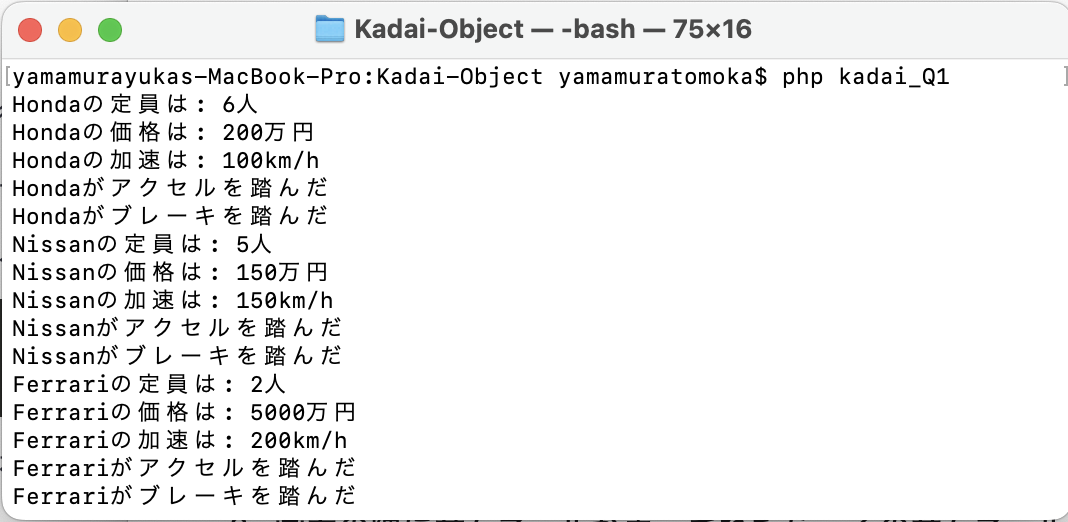 Kadai-Object — -bash — 75×16
[yamamurayukas-MacBook-Pro:Kadai-Object yamamuratomoka$ php kadai_Q1 ]
Hondaの定員は: 6人
Hondaの価格は: 200万円
Hondaの加速は: 100km/h
Hondaがアクセルを踏んだ
Hondaがブレーキを踏んだ
Nissanの定員は: 5人
Nissanの価格は: 150万円
Nissanの加速は: 150km/h
Nissanがアクセルを踏んだ
Nissanがブレーキを踏んだ
Ferrariの定員は: 2人
Ferrariの価格は: 5000万円
Ferrariの加速は: 200km/h
Ferrariがアクセルを踏んだ
Ferrariがブレーキを踏んだ